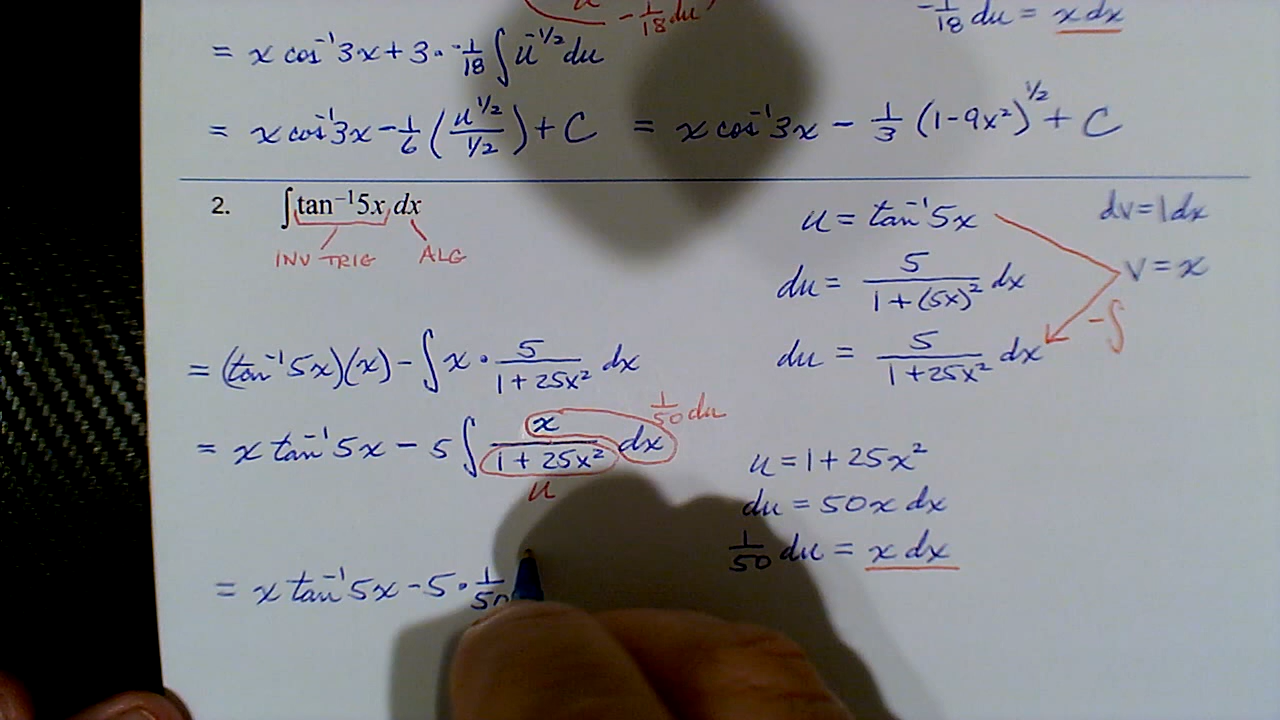 u -1/18 du
-1/18 du = x dx
= x cos⁻¹3x + 3 · -1/18 ∫ u^(-1/2) du
= x cos⁻¹3x - 1/6 (u^(1/2) / 1/2) + C = x cos⁻¹3x - 1/3 (1-9x²)^(1/2) + C
2. ∫ tan⁻¹5x dx
INV TRIG ALG
u = tan⁻¹5x dv = 1dx
du = 5/(1+(5x)²) dx v = x
du = 5/(1+25x²) dx -∫
= (tan⁻¹5x)(x) - ∫ x · 5/(1+25x²) dx
1/50 du
= x tan⁻¹5x - 5 ∫ x/(1+25x²) dx
u
u = 1+25x²
du = 50x dx
1/50 du = x dx
= x tan⁻¹5x - 5 · 1/50